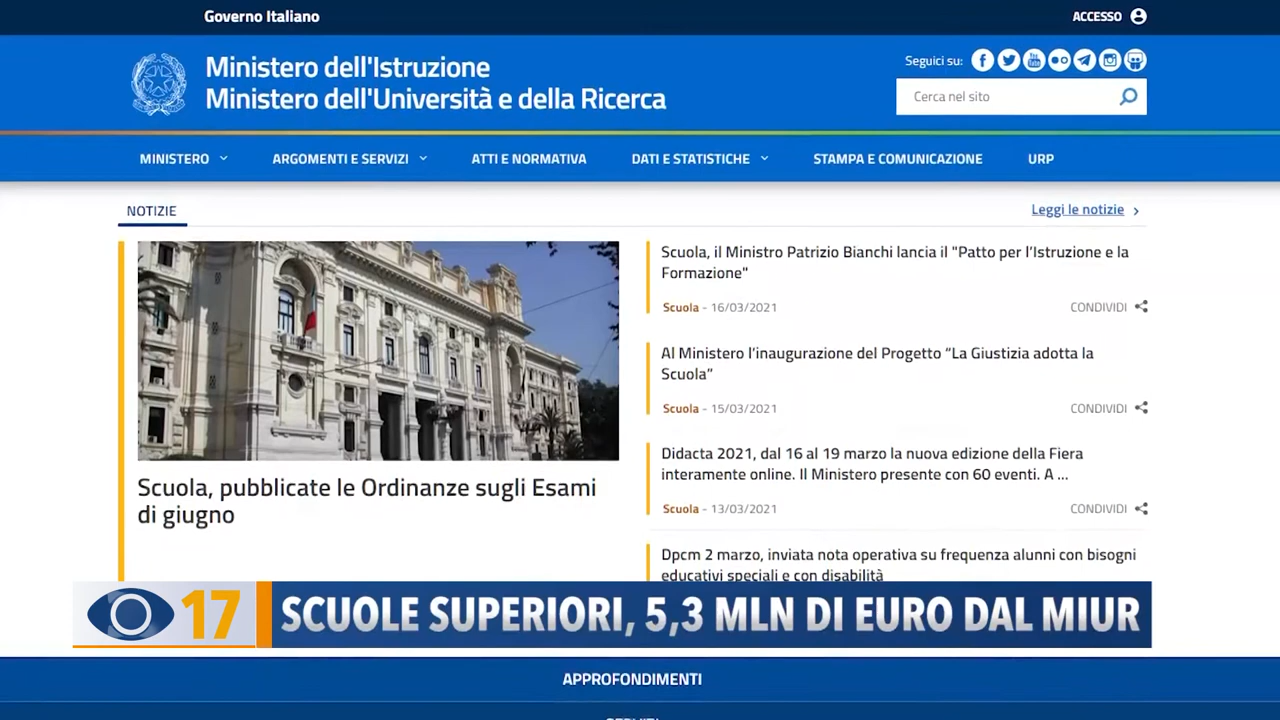 Governo Italiano
ACCESSO
Ministero dell'Istruzione
Ministero dell'Università e della Ricerca
Seguici su:
Cerca nel sito
MINISTERO
ARGOMENTI E SERVIZI
ATTI E NORMATIVA
DATI E STATISTICHE
STAMPA E COMUNICAZIONE
URP
NOTIZIE
Leggi le notizie
Scuola, pubblicate le Ordinanze sugli Esami
di giugno
Scuola, il Ministro Patrizio Bianchi lancia il "Patto per l'Istruzione e la
Formazione"
Scuola - 16/03/2021
CONDIVIDI
Al Ministero l'inaugurazione del Progetto “La Giustizia adotta la
Scuola”
Scuola - 15/03/2021
CONDIVIDI
Didacta 2021, dal 16 al 19 marzo la nuova edizione della Fiera
interamente online. Il Ministero presente con 60 eventi. A ...
Scuola - 13/03/2021
CONDIVIDI
Dpcm 2 marzo, inviata nota operativa su frequenza alunni con bisogni
educativi speciali e con disabilità
17
SCUOLE SUPERIORI, 5,3 MLN DI EURO DAL MIUR
APPROFONDIMENTI